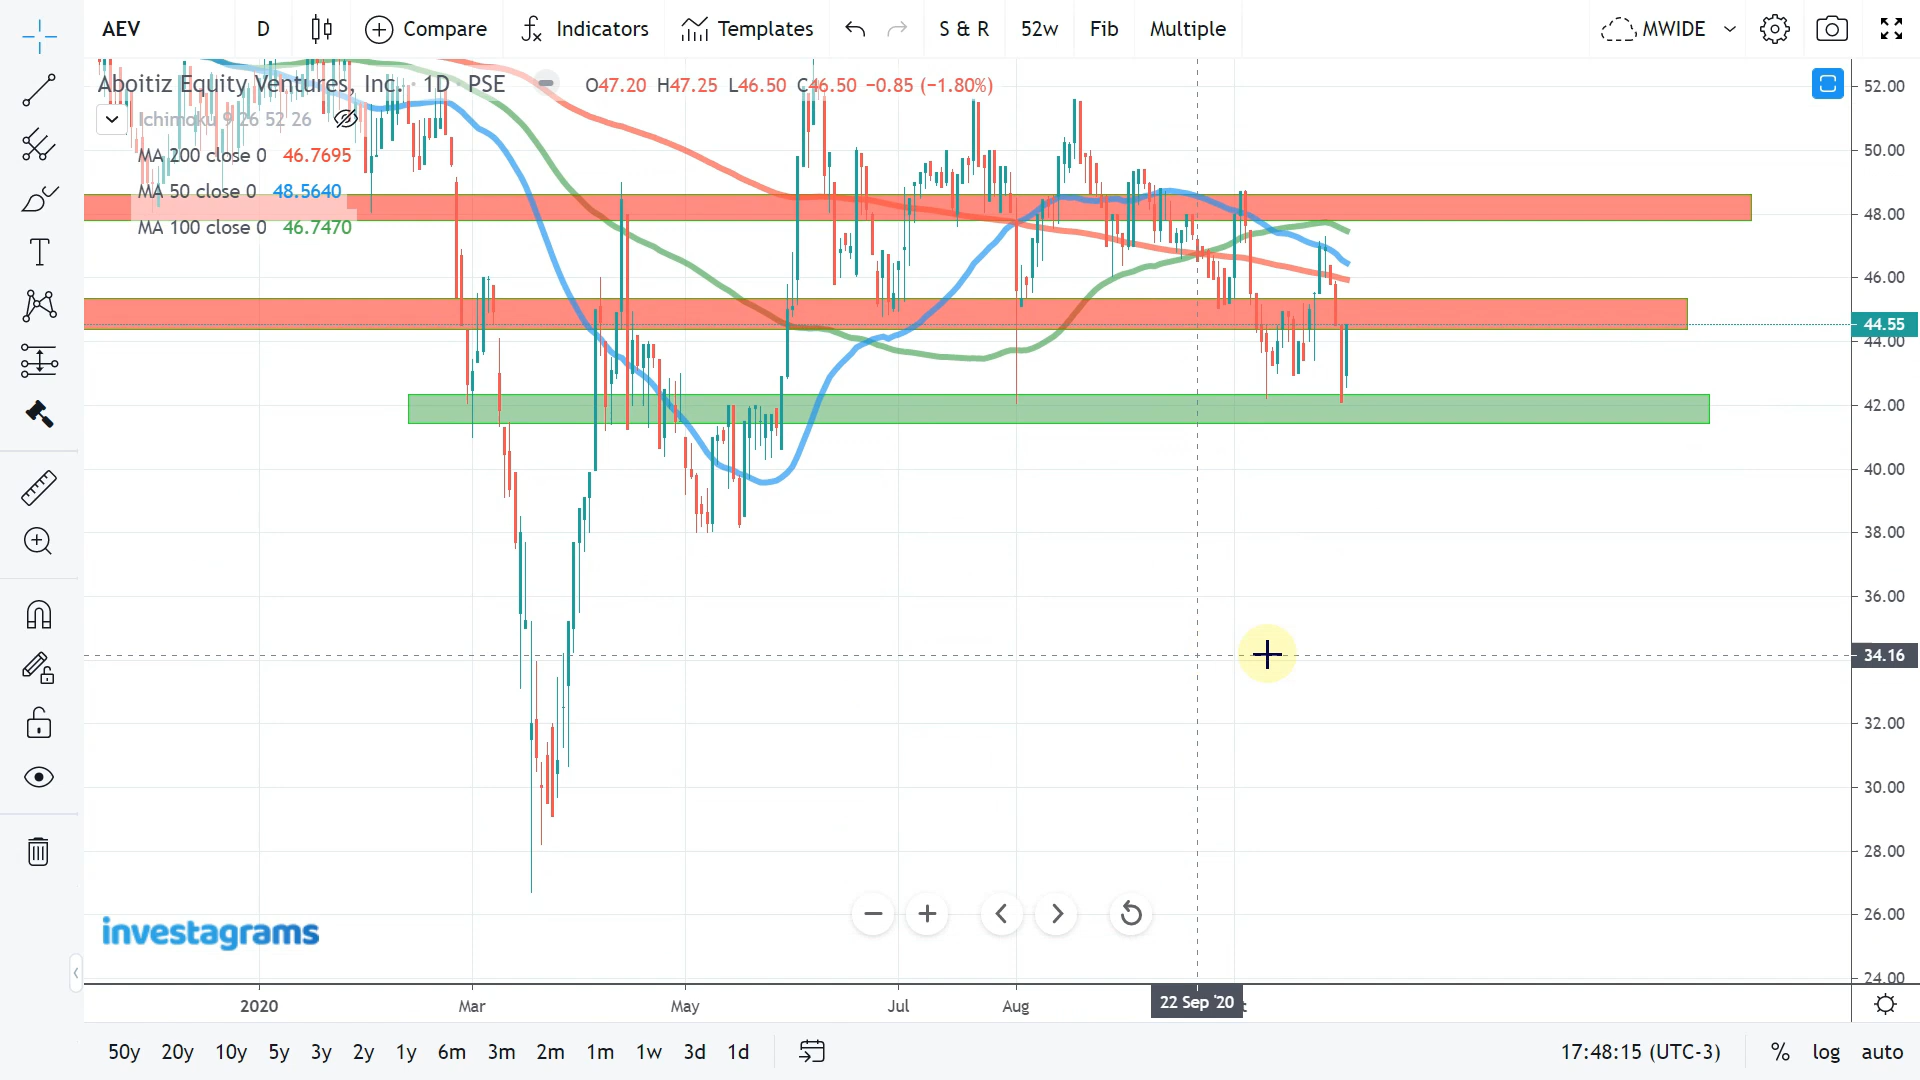 AEV
D
Compare
Indicators
Templates
S & R
52w
Fib
Multiple
MWIDE
Aboitiz Equity Ventures, Inc. · 1D · PSE
O47.20 H47.25 L46.50 C46.50 −0.85 (−1.80%)
Ichimoku 9 26 52 26
MA 200 close 0 46.7695
MA 50 close 0 48.5640
MA 100 close 0 46.7470
52.00
50.00
48.00
46.00
44.55
44.00
42.00
40.00
38.00
36.00
34.16
32.00
30.00
28.00
26.00
24.00
investagrams
2020
Mar
May
Jul
Aug
22 Sep '20
50y
20y
10y
5y
3y
2y
1y
6m
3m
2m
1m
1w
3d
1d
17:48:15 (UTC-3)
%
log
auto